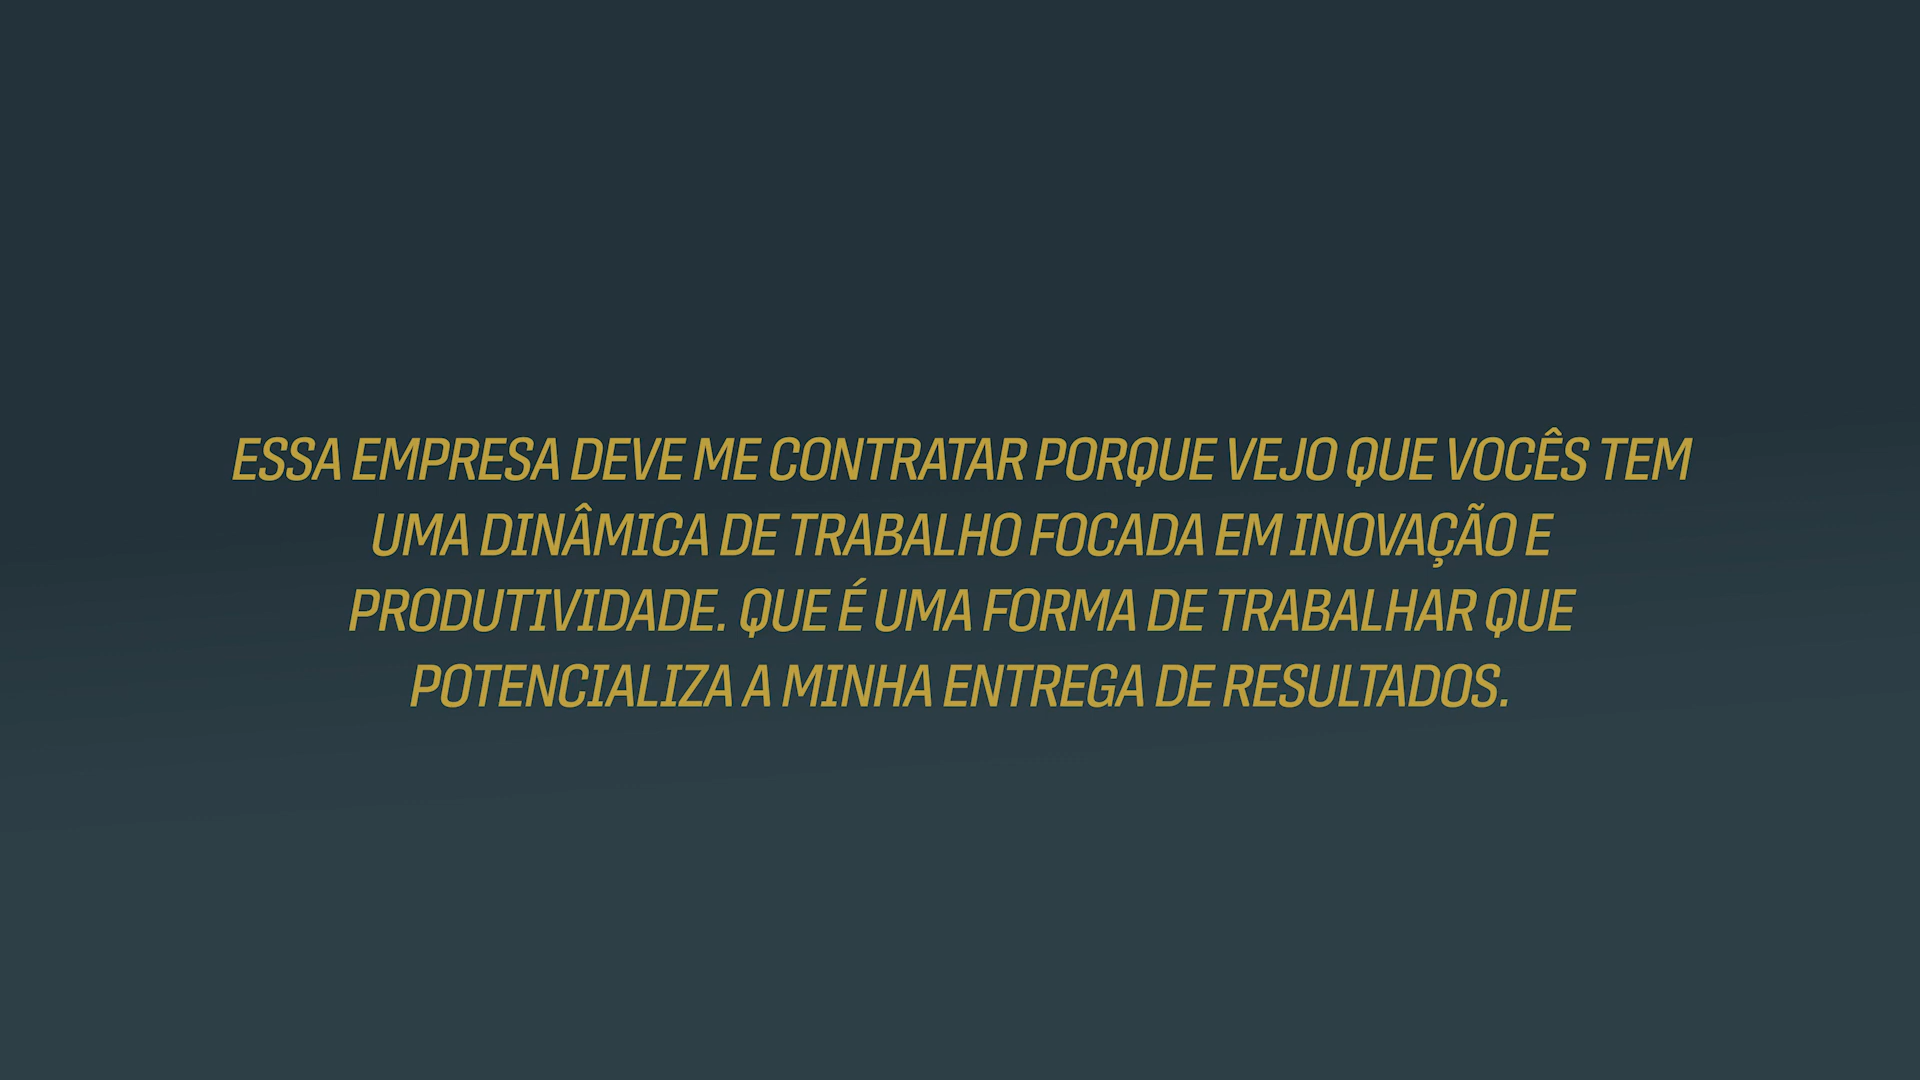 ESSA EMPRESA DEVE ME CONTRATAR PORQUE VEJO QUE VOCÊS TEM
UMA DINÂMICA DE TRABALHO FOCADA EM INOVAÇÃO E
PRODUTIVIDADE. QUE É UMA FORMA DE TRABALHAR QUE
POTENCIALIZA A MINHA ENTREGA DE RESULTADOS.